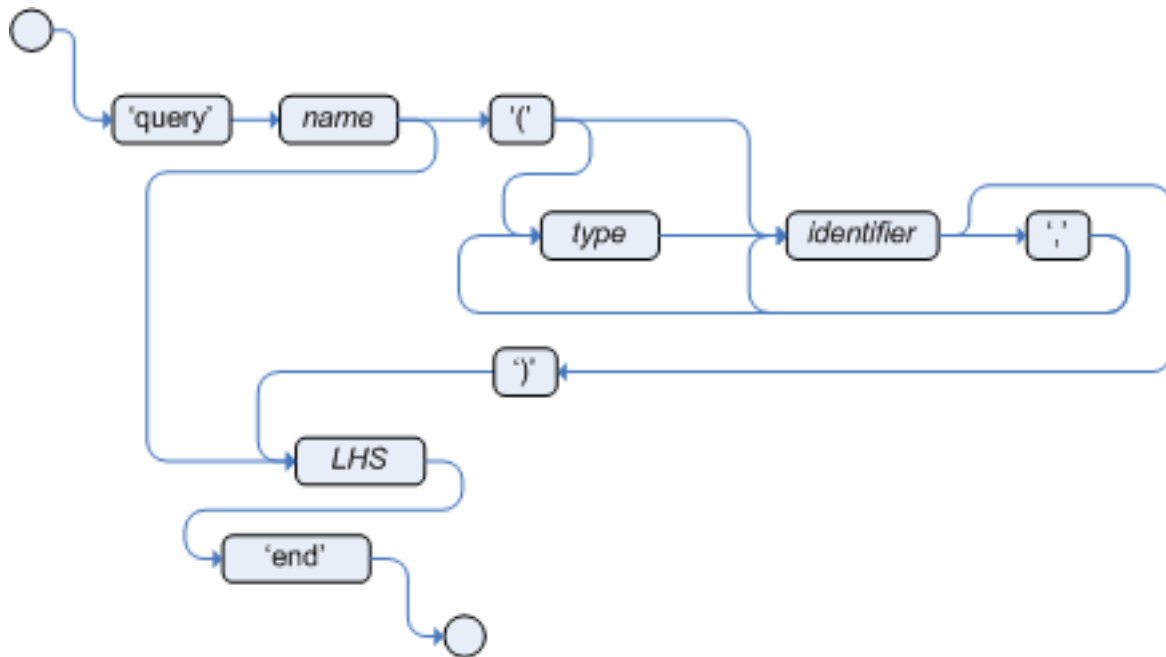 ‘query’ name ‘(’
type identifier ‘,’
‘)’
LHS
‘end’